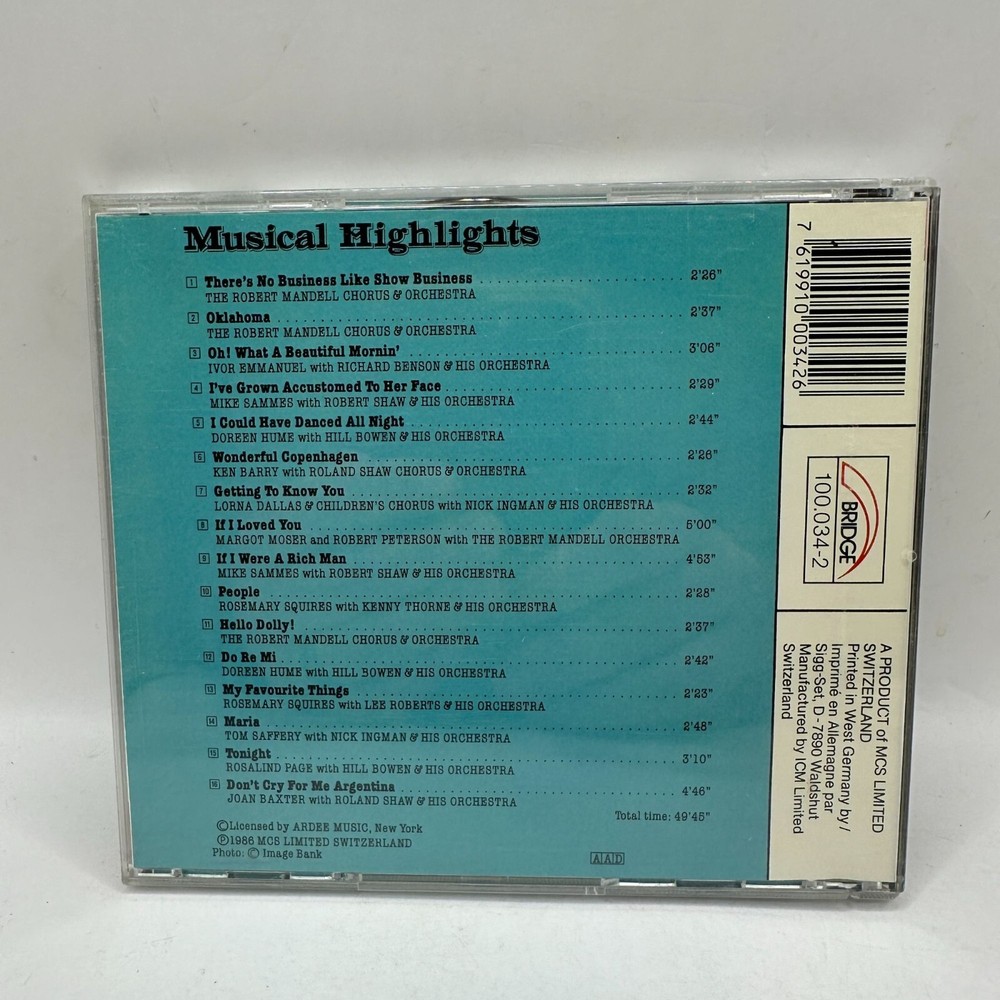 Musical Highlights
1 There's No Business Like Show Business 2'26"
THE ROBERT MANDELL CHORUS & ORCHESTRA
2 Oklahoma 2'37"
THE ROBERT MANDELL CHORUS & ORCHESTRA
3 Oh! What A Beautiful Mornin' 3'06"
IVOR EMMANUEL with RICHARD BENSON & HIS ORCHESTRA
4 I've Grown Accustomed To Her Face 2'29"
MIKE SAMMES with ROBERT SHAW & HIS ORCHESTRA
5 I Could Have Danced All Night 2'44"
DOREEN HUME with HILL BOWEN & HIS ORCHESTRA
6 Wonderful Copenhagen 2'26"
KEN BARRY with ROLAND SHAW CHORUS & ORCHESTRA
7 Getting To Know You 2'32"
LORNA DALLAS & CHILDREN'S CHORUS with NICK INGMAN & HIS ORCHESTRA
8 If I Loved You 5'00"
MARGOT MOSER and ROBERT PETERSON with THE ROBERT MANDELL ORCHESTRA
9 If I Were A Rich Man 4'53"
MIKE SAMMES with ROBERT SHAW & HIS ORCHESTRA
10 People 2'28"
ROSEMARY SQUIRES with KENNY THORNE & HIS ORCHESTRA
11 Hello Dolly! 2'37"
THE ROBERT MANDELL CHORUS & ORCHESTRA
12 Do Re Mi 2'42"
DOREEN HUME with HILL BOWEN & HIS ORCHESTRA
13 My Favourite Things 2'23"
ROSEMARY SQUIRES with LEE ROBERTS & HIS ORCHESTRA
14 Maria 2'48"
TOM SAFFERY with NICK INGMAN & HIS ORCHESTRA
15 Tonight 3'10"
ROSALIND PAGE with HILL BOWEN & HIS ORCHESTRA
16 Don't Cry For Me Argentina 4'46"
JOAN BAXTER with ROLAND SHAW & HIS ORCHESTRA
Total time: 49'45"
©Licensed by ARDEE MUSIC, New York
℗1986 MCS LIMITED SWITZERLAND
Photo: © Image Bank
AAD
7 619910 003426
BRIDGE
100.034-2
A PRODUCT of MCS LIMITED
SWITZERLAND
Printed in West Germany by /
Imprimé en Allemagne par
Sigg-Set, D-7890 Waldshut
Manufactured by ICM Limited
Switzerland